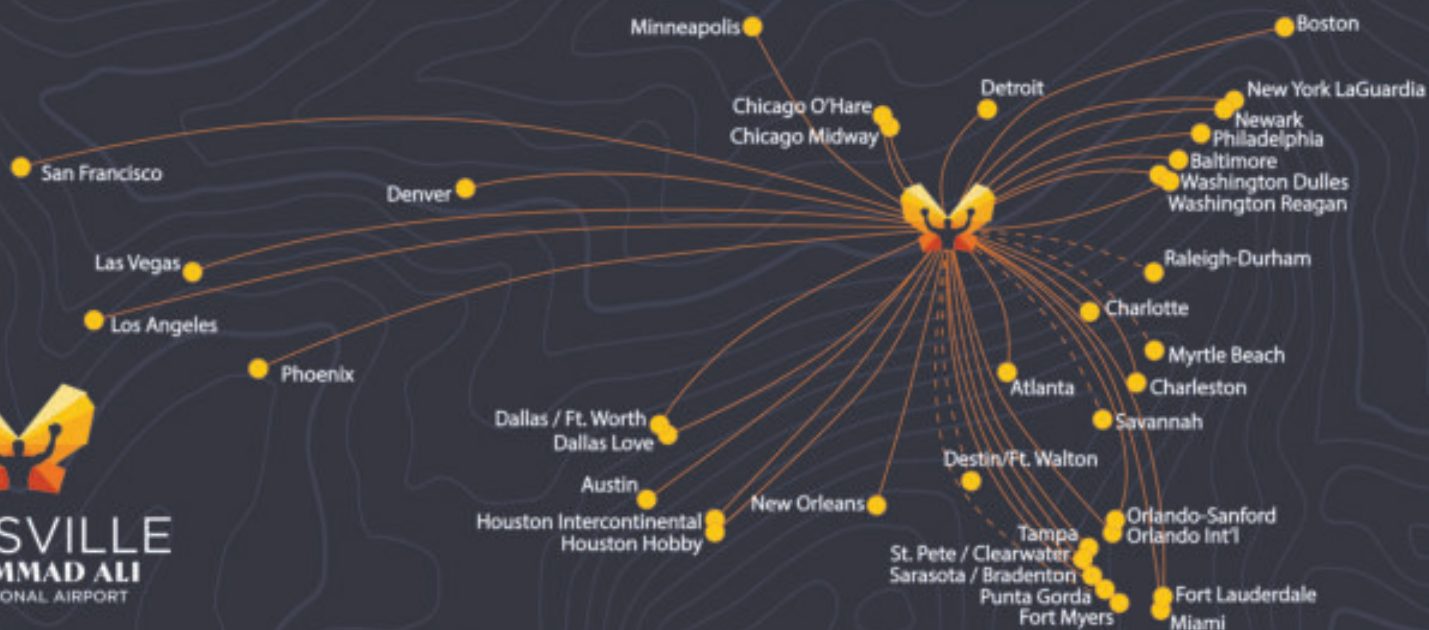 Minneapolis
Boston
Detroit
New York LaGuardia
Chicago O'Hare
Newark
Chicago Midway
Philadelphia
Baltimore
San Francisco
Denver
Washington Dulles
Washington Reagan
Las Vegas
Raleigh-Durham
Charlotte
Los Angeles
Myrtle Beach
Phoenix
Atlanta
Charleston
Dallas / Ft. Worth
Savannah
Dallas Love
Destin/Ft. Walton
Austin
New Orleans
Houston Intercontinental
Orlando-Sanford
Houston Hobby
Orlando Int'l
Tampa
St. Pete / Clearwater
Sarasota / Bradenton
Punta Gorda
Fort Lauderdale
Fort Myers
Miami
SVILLE
MMAD ALI
ONAL AIRPORT